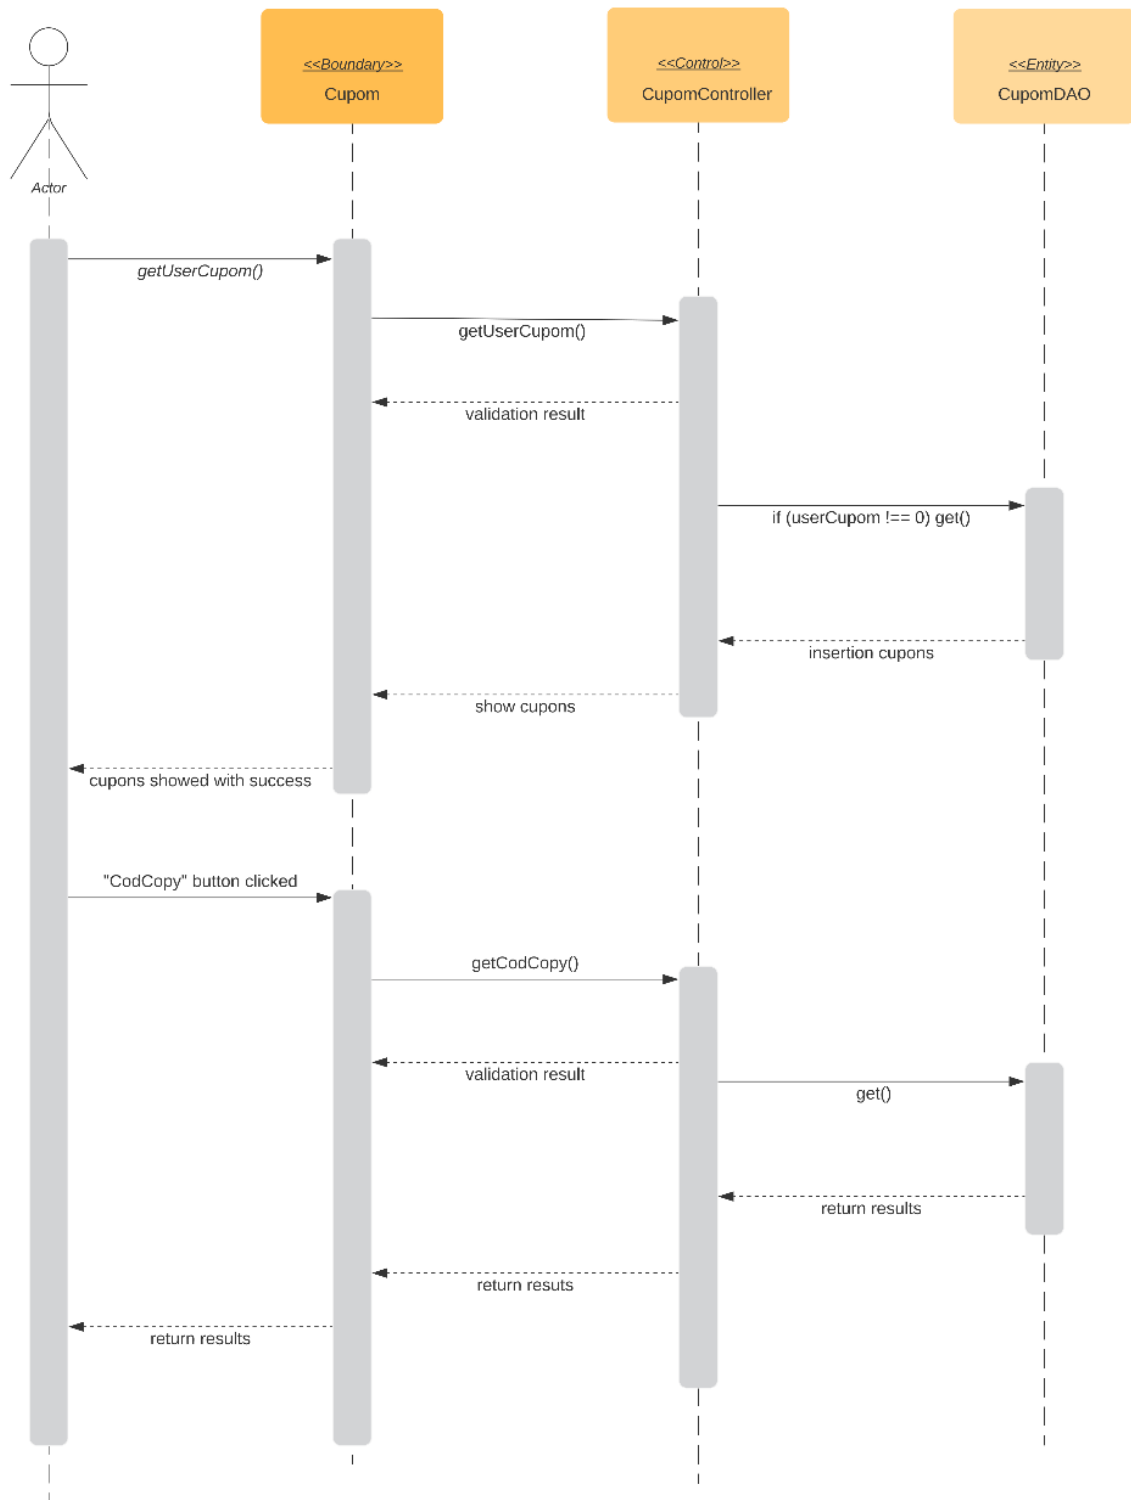 <<Boundary>>
Cupom
<<Control>>
CupomController
<<Entity>>
CupomDAO
Actor
getUserCupom()
getUserCupom()
validation result
if (userCupom !== 0) get()
insertion cupons
show cupons
cupons showed with success
"CodCopy" button clicked
getCodCopy()
validation result
get()
return results
return resuts
return results